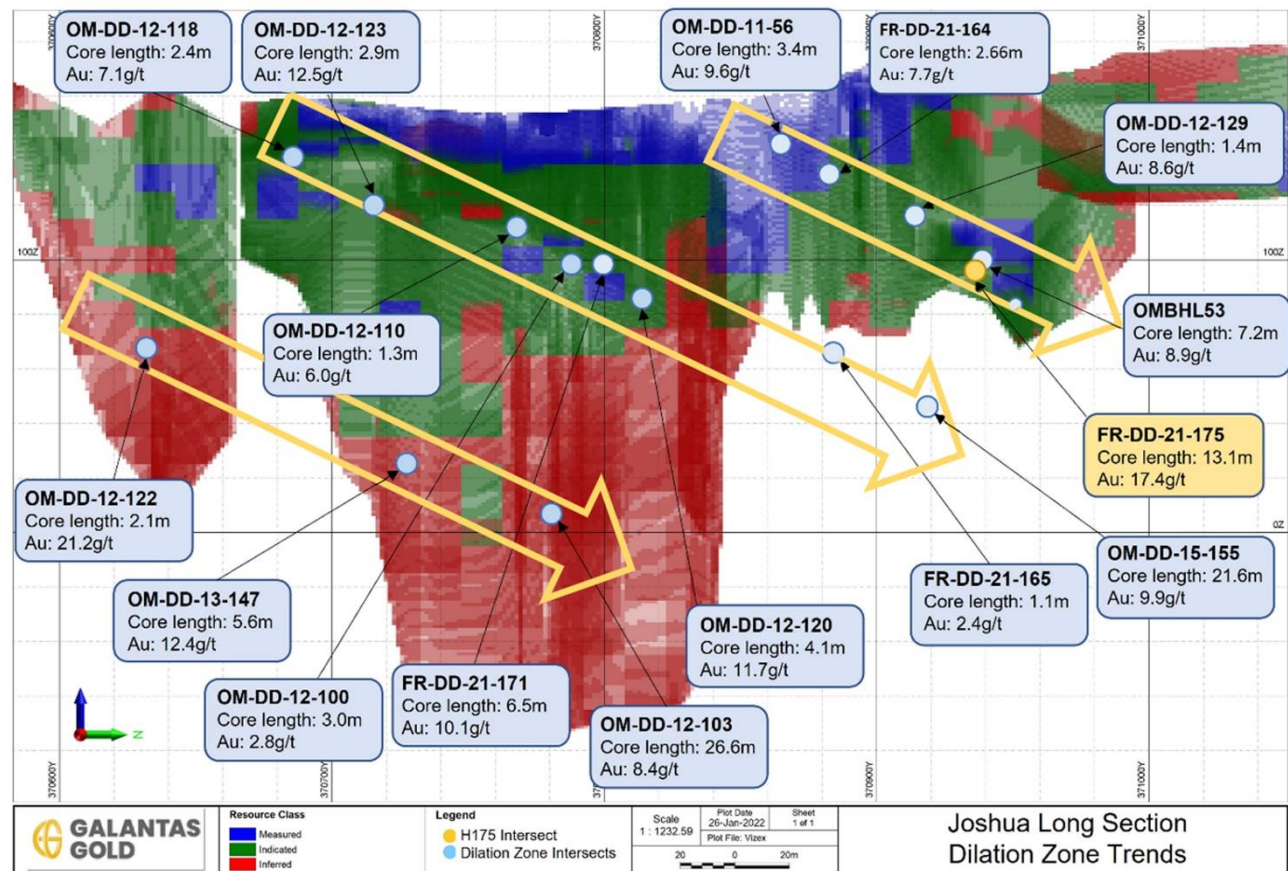 370600Y
370800Y
371000Y
OM-DD-12-118
Core length: 2.4m
Au: 7.1g/t
OM-DD-12-123
Core length: 2.9m
Au: 12.5g/t
OM-DD-11-56
Core length: 3.4m
Au: 9.6g/t
FR-DD-21-164
Core length: 2.66m
Au: 7.7g/t
OM-DD-12-129
Core length: 1.4m
Au: 8.6g/t
100Z
100Z
OM-DD-12-110
Core length: 1.3m
Au: 6.0g/t
OMBHL53
Core length: 7.2m
Au: 8.9g/t
FR-DD-21-175
Core length: 13.1m
Au: 17.4g/t
OM-DD-12-122
Core length: 2.1m
Au: 21.2g/t
0Z
OM-DD-15-155
Core length: 21.6m
Au: 9.9g/t
FR-DD-21-165
Core length: 1.1m
Au: 2.4g/t
OM-DD-13-147
Core length: 5.6m
Au: 12.4g/t
OM-DD-12-120
Core length: 4.1m
Au: 11.7g/t
OM-DD-12-100
Core length: 3.0m
Au: 2.8g/t
FR-DD-21-171
Core length: 6.5m
Au: 10.1g/t
OM-DD-12-103
Core length: 26.6m
Au: 8.4g/t
N
370600Y
370700Y
370900Y
371000Y
GALANTAS
GOLD
Resource Class
Measured
Indicated
Inferred
Legend
H175 Intersect
Dilation Zone Intersects
Scale
1 : 1232.59
Plot Date
26-Jan-2022
Sheet
1 of 1
Plot File: Vizex
20 0 20m
Joshua Long Section
Dilation Zone Trends